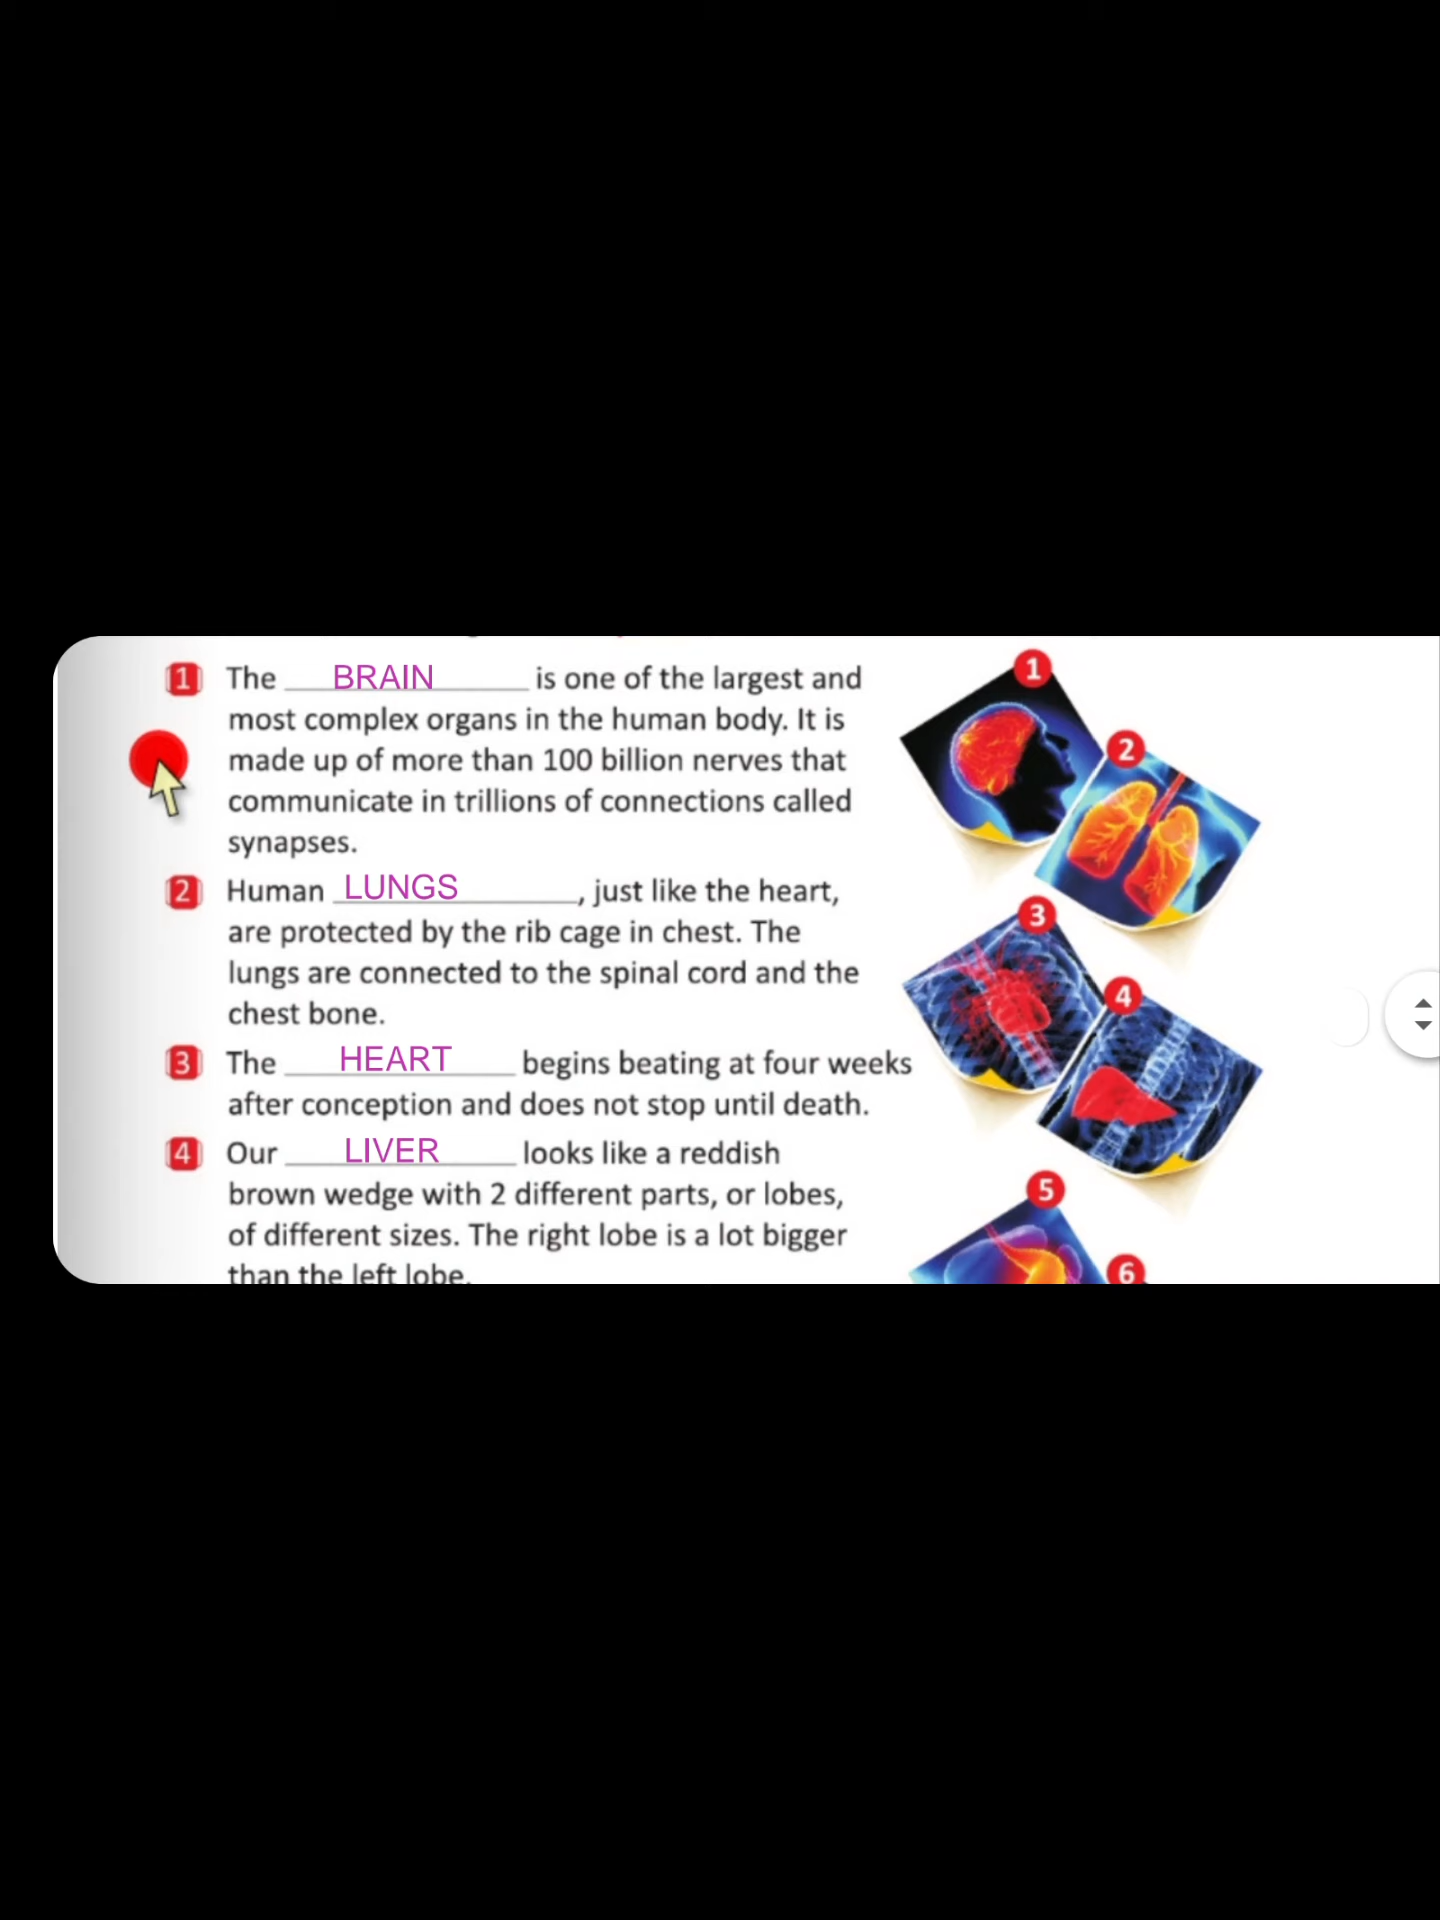 1 The BRAIN is one of the largest and
most complex organs in the human body. It is
made up of more than 100 billion nerves that
communicate in trillions of connections called
synapses.
2 Human LUNGS, just like the heart,
are protected by the rib cage in chest. The
lungs are connected to the spinal cord and the
chest bone.
3 The HEART begins beating at four weeks
after conception and does not stop until death.
4 Our LIVER looks like a reddish
brown wedge with 2 different parts, or lobes,
of different sizes. The right lobe is a lot bigger
than the left lobe.
1
2
3
4
5
6